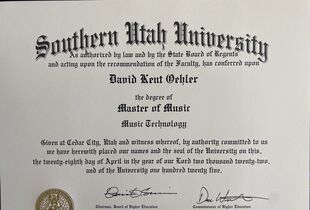 Southern Utah University
As authorized by law and by the State Board of Regents
and acting upon the recommendation of the Faculty, has conferred upon
David Kent Oehler
the degree of
Master of Music
Music Technology
Given at Cedar City, Utah and witness whereof, by authority committed to us
we have herewith placed our names and the seal of the University on this,
the twenty-eighth day of April in the year of our Lord two thousand twenty-two,
and of the University one hundred twenty five.
Chairman, Board of Higher Education
Commissioner of Higher Education